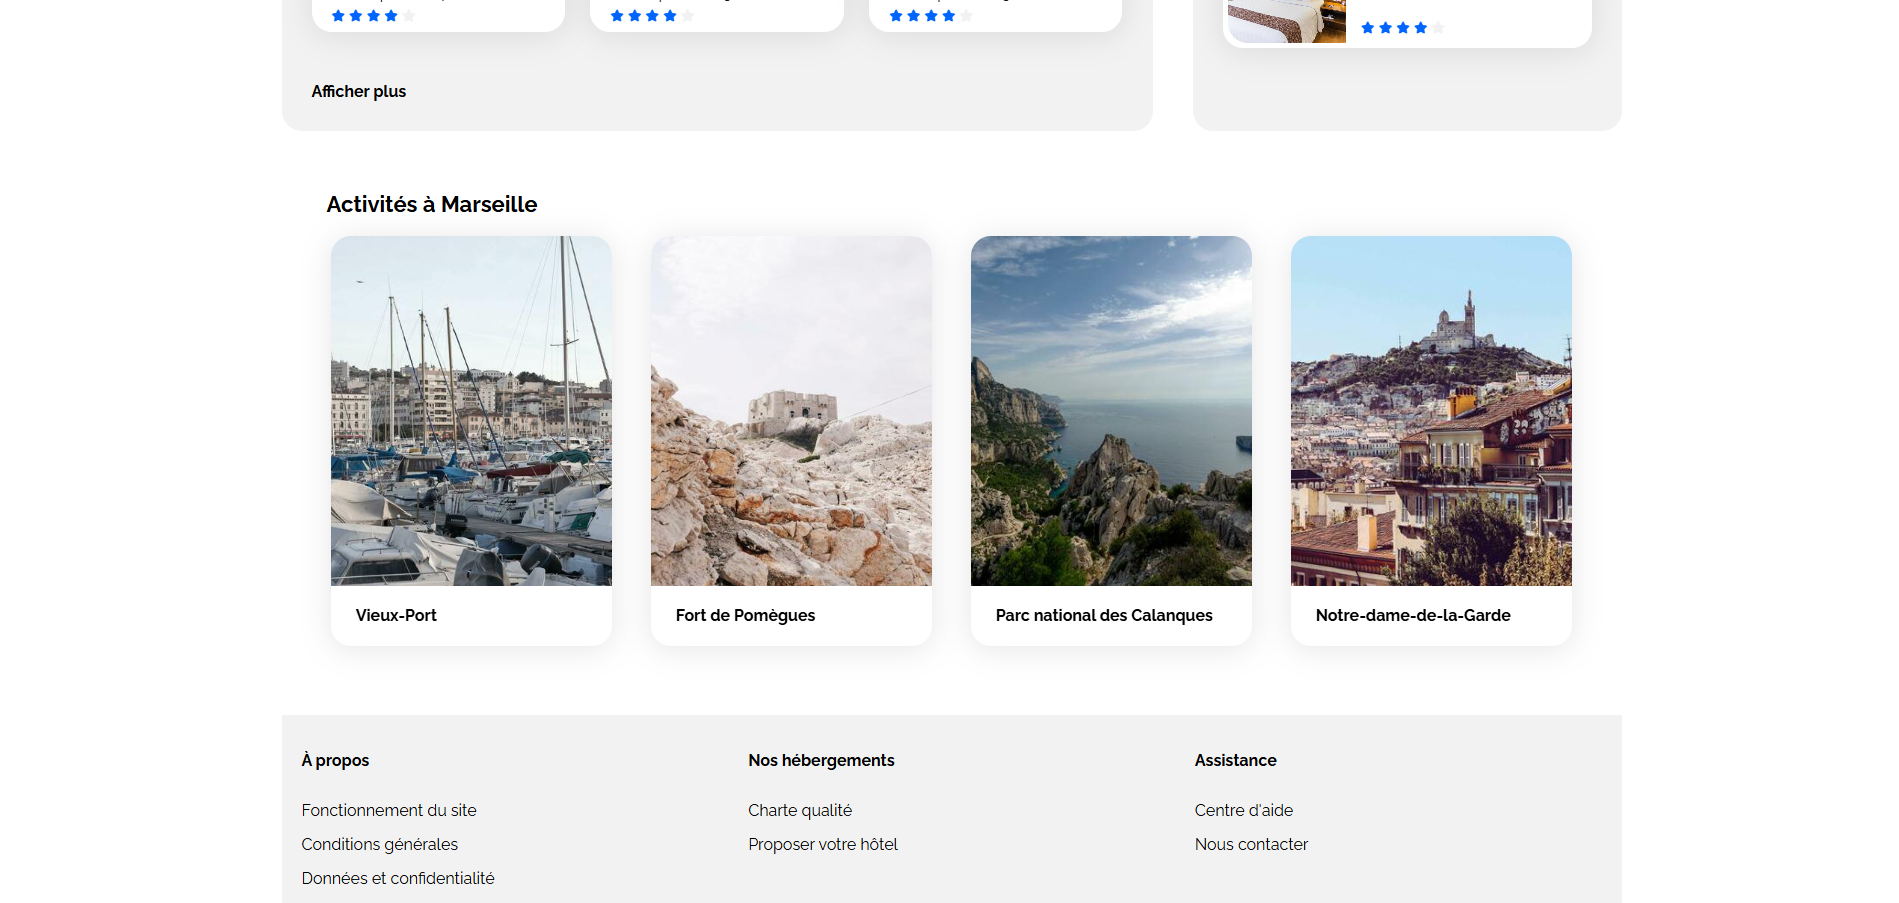 Afficher plus
Activités à Marseille
Vieux-Port
Fort de Pomègues
Parc national des Calanques
Notre-dame-de-la-Garde
À propos
Fonctionnement du site
Conditions générales
Données et confidentialité
Nos hébergements
Charte qualité
Proposer votre hôtel
Assistance
Centre d'aide
Nous contacter